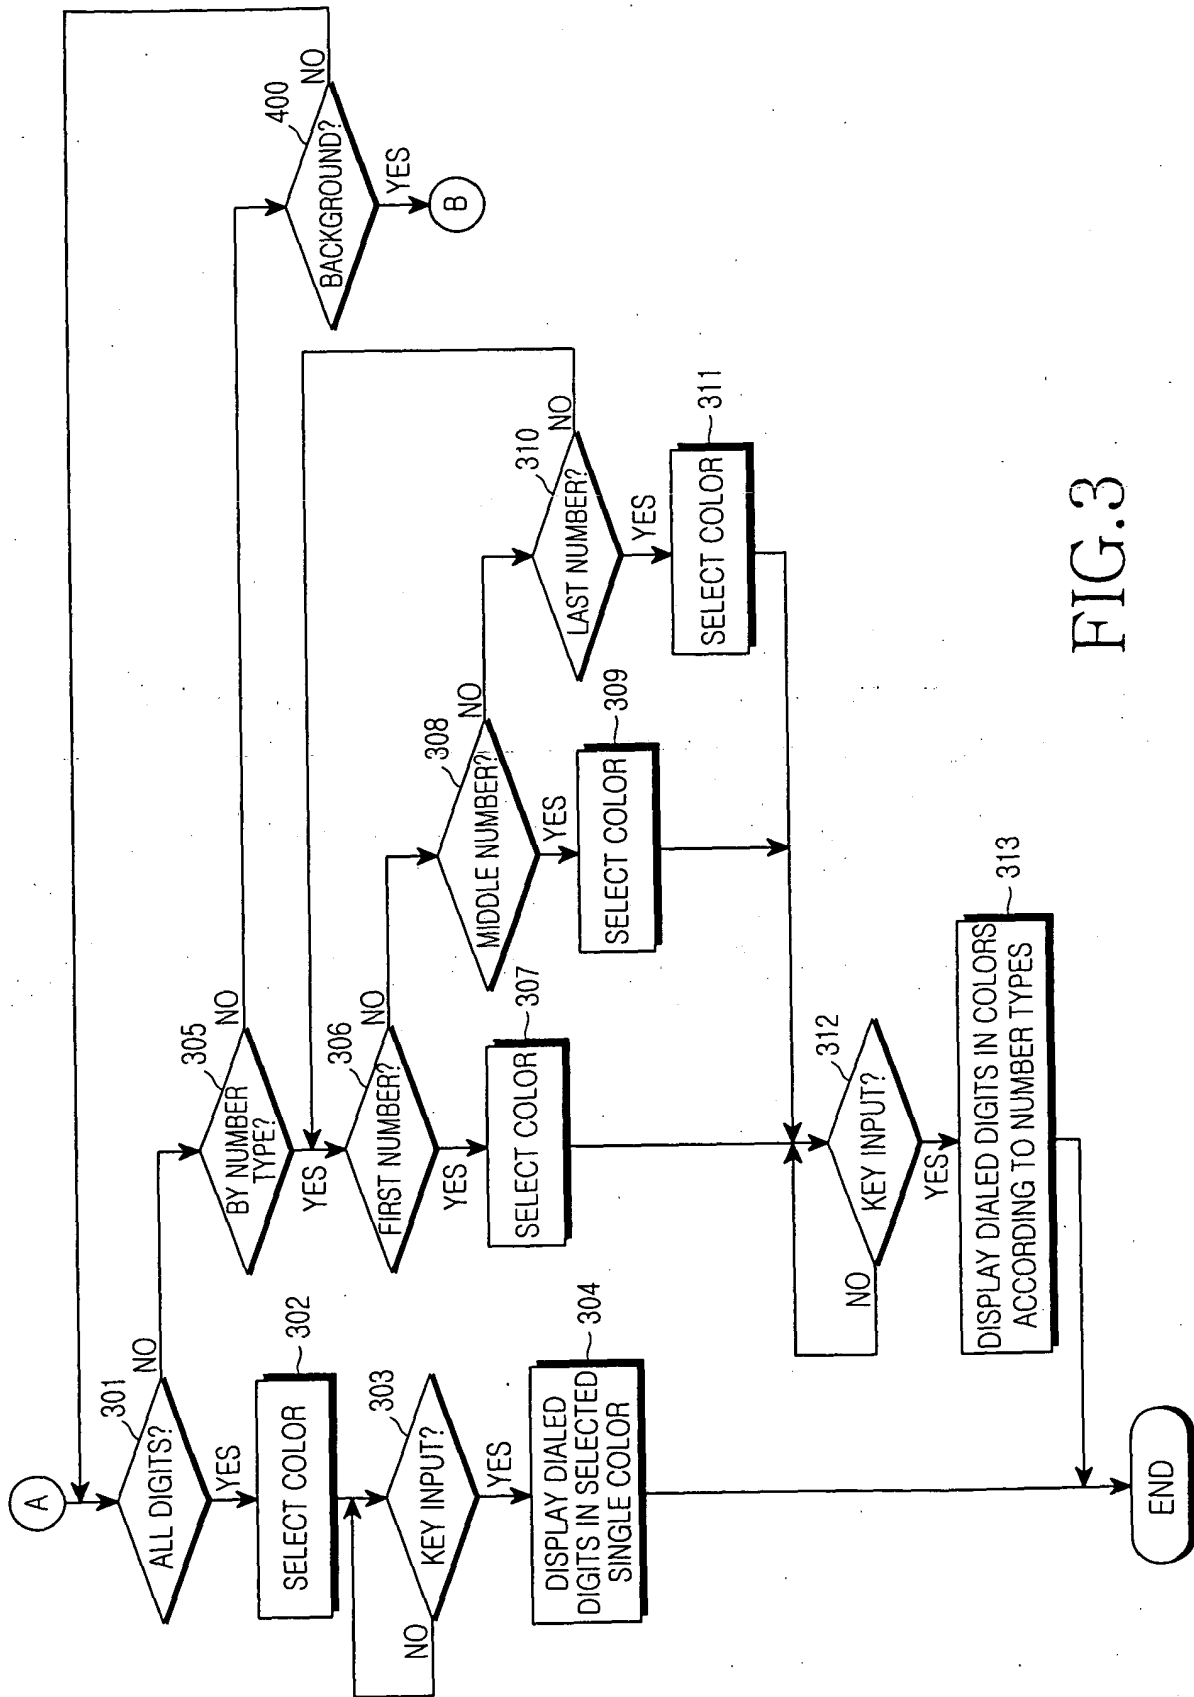 A
ALL DIGITS?
301
NO
YES
SELECT COLOR
302
KEY INPUT?
303
NO
YES
DISPLAY DIALED
DIGITS IN SELECTED
SINGLE COLOR
304
BY NUMBER
TYPE?
305
NO
YES
FIRST NUMBER?
306
NO
YES
SELECT COLOR
307
MIDDLE NUMBER?
308
NO
YES
SELECT COLOR
309
LAST NUMBER?
310
NO
YES
SELECT COLOR
311
KEY INPUT?
312
NO
YES
DISPLAY DIALED DIGITS IN COLORS
ACCORDING TO NUMBER TYPES
313
BACKGROUND?
400
NO
YES
B
END
FIG.3